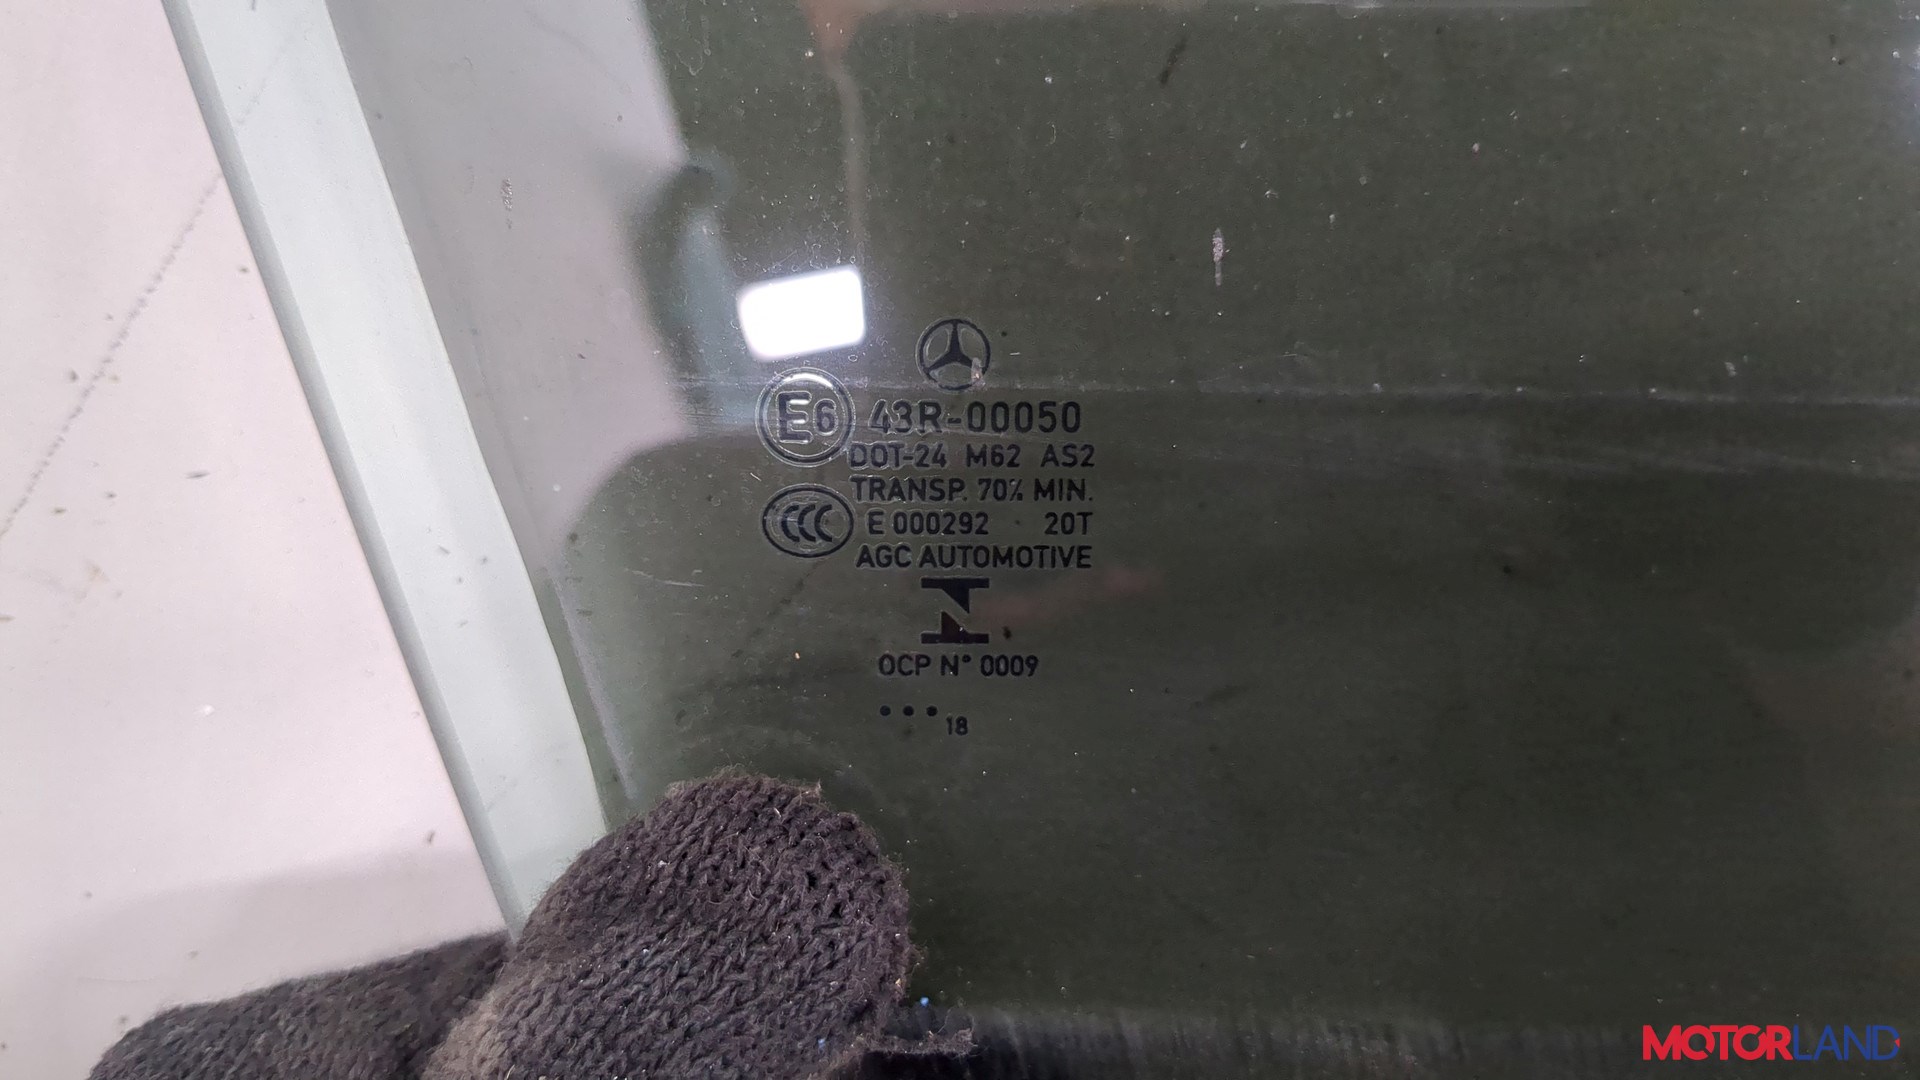 E6 43R-00050
DOT-24 M62 AS2
TRANSP. 70% MIN.
CCC E 000292 20T
AGC AUTOMOTIVE
OCP N° 0009
•••18
MOTORLAND